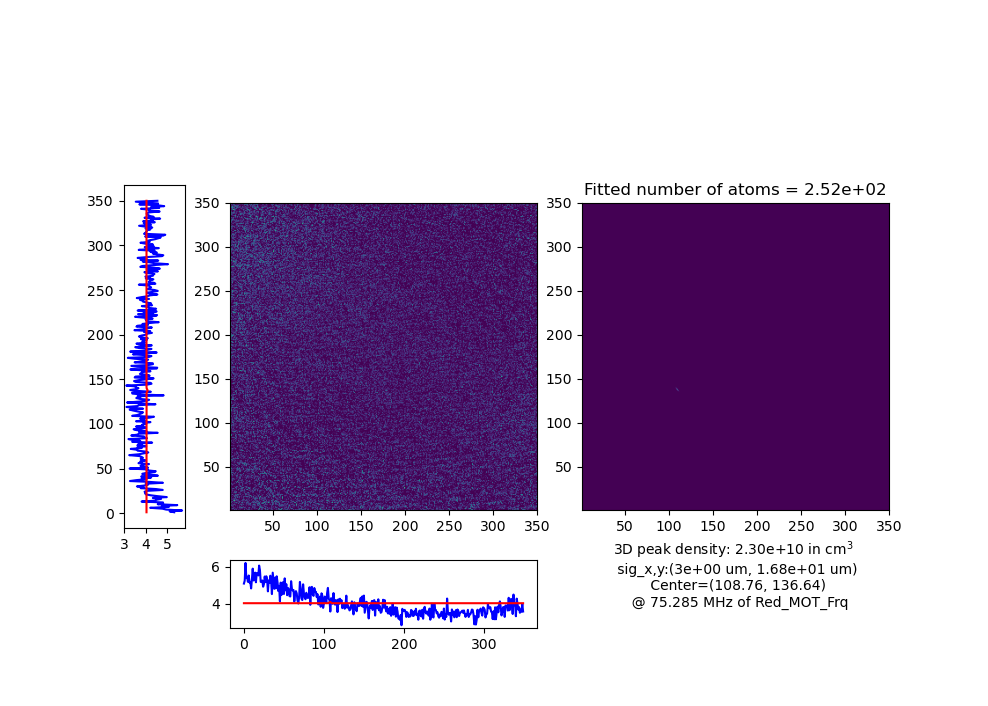 Fitted number of atoms = 2.52e+02
350
300
250
200
150
100
50
0
3 4 5
350
300
250
200
150
100
50
50 100 150 200 250 300 350
350
300
250
200
150
100
50
50 100 150 200 250 300 350
3D peak density: 2.30e+10 in cm³
sig_x,y:(3e+00 um, 1.68e+01 um)
Center=(108.76, 136.64)
@ 75.285 MHz of Red_MOT_Frq
6
4
0 100 200 300